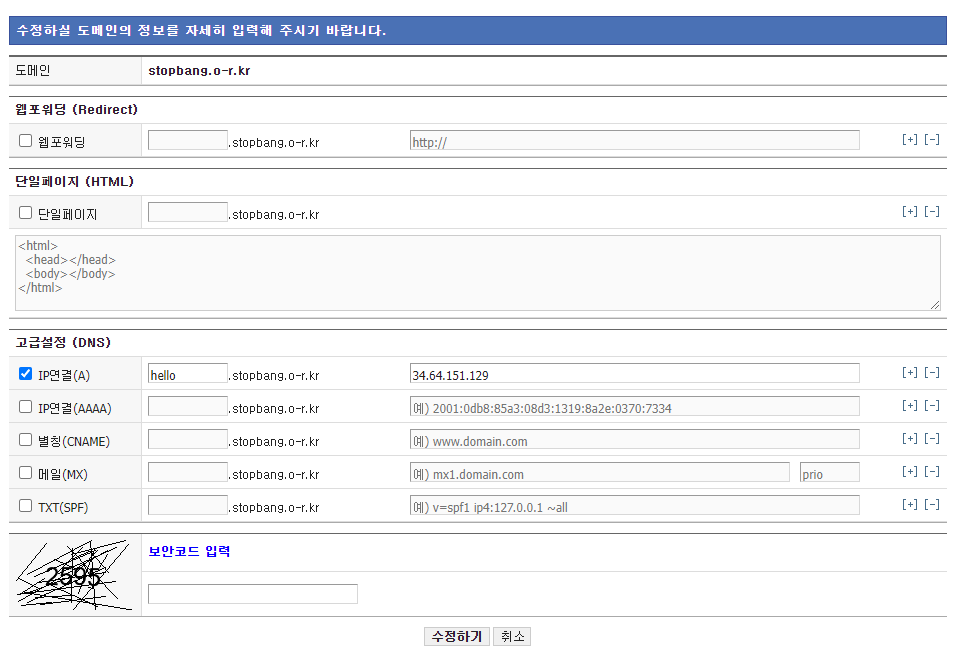 수정하실 도메인의 정보를 자세히 입력해 주시기 바랍니다.
도메인 stopbang.o-r.kr
웹포워딩 (Redirect)
웹포워딩 .stopbang.o-r.kr http:// [+] [-]
단일페이지 (HTML)
단일페이지 .stopbang.o-r.kr [+] [-]
<html>
<head></head>
<body></body>
</html>
고급설정 (DNS)
IP연결(A) hello .stopbang.o-r.kr 34.64.151.129 [+] [-]
IP연결(AAAA) .stopbang.o-r.kr 예) 2001:0db8:85a3:08d3:1319:8a2e:0370:7334 [+] [-]
별칭(CNAME) .stopbang.o-r.kr 예) www.domain.com [+] [-]
메일(MX) .stopbang.o-r.kr 예) mx1.domain.com prio [+] [-]
TXT(SPF) .stopbang.o-r.kr 예) v=spf1 ip4:127.0.0.1 ~all [+] [-]
2595 보안코드 입력
수정하기 취소